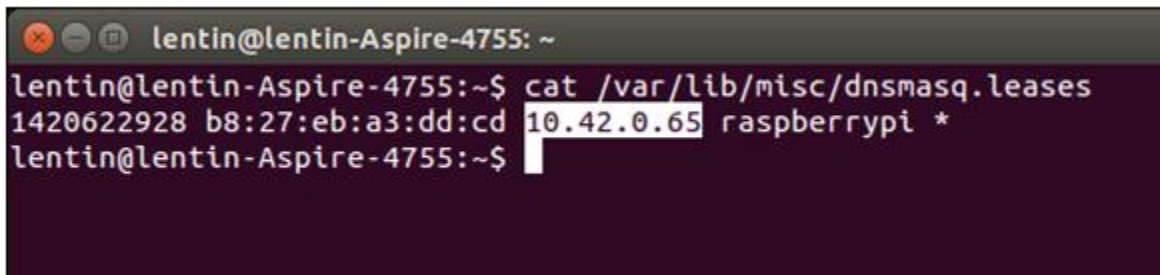 lentin@lentin-Aspire-4755: ~
lentin@lentin-Aspire-4755:~$ cat /var/lib/misc/dnsmasq.leases
1420622928 b8:27:eb:a3:dd:cd 10.42.0.65 raspberrypi *
lentin@lentin-Aspire-4755:~$